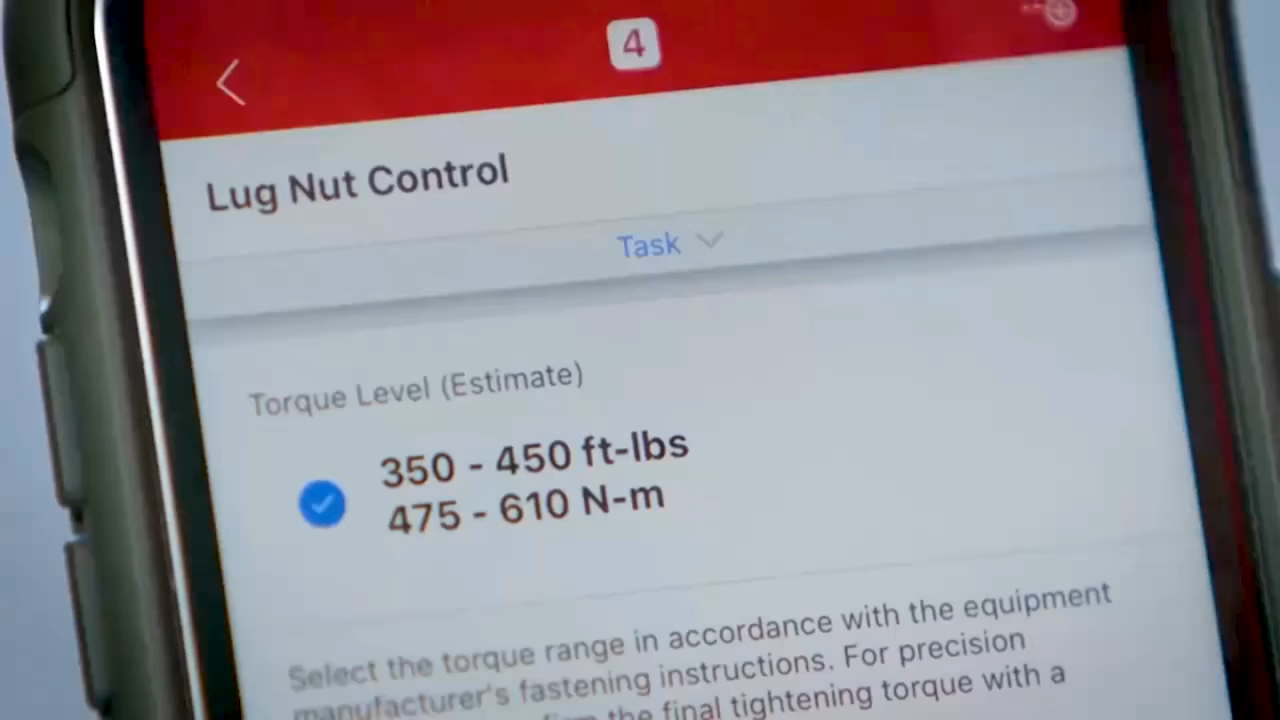 4
Lug Nut Control
Task
Torque Level (Estimate)
350 - 450 ft-lbs
475 - 610 N-m
Select the torque range in accordance with the equipment
manufacturer's fastening instructions. For precision
the final tightening torque with a